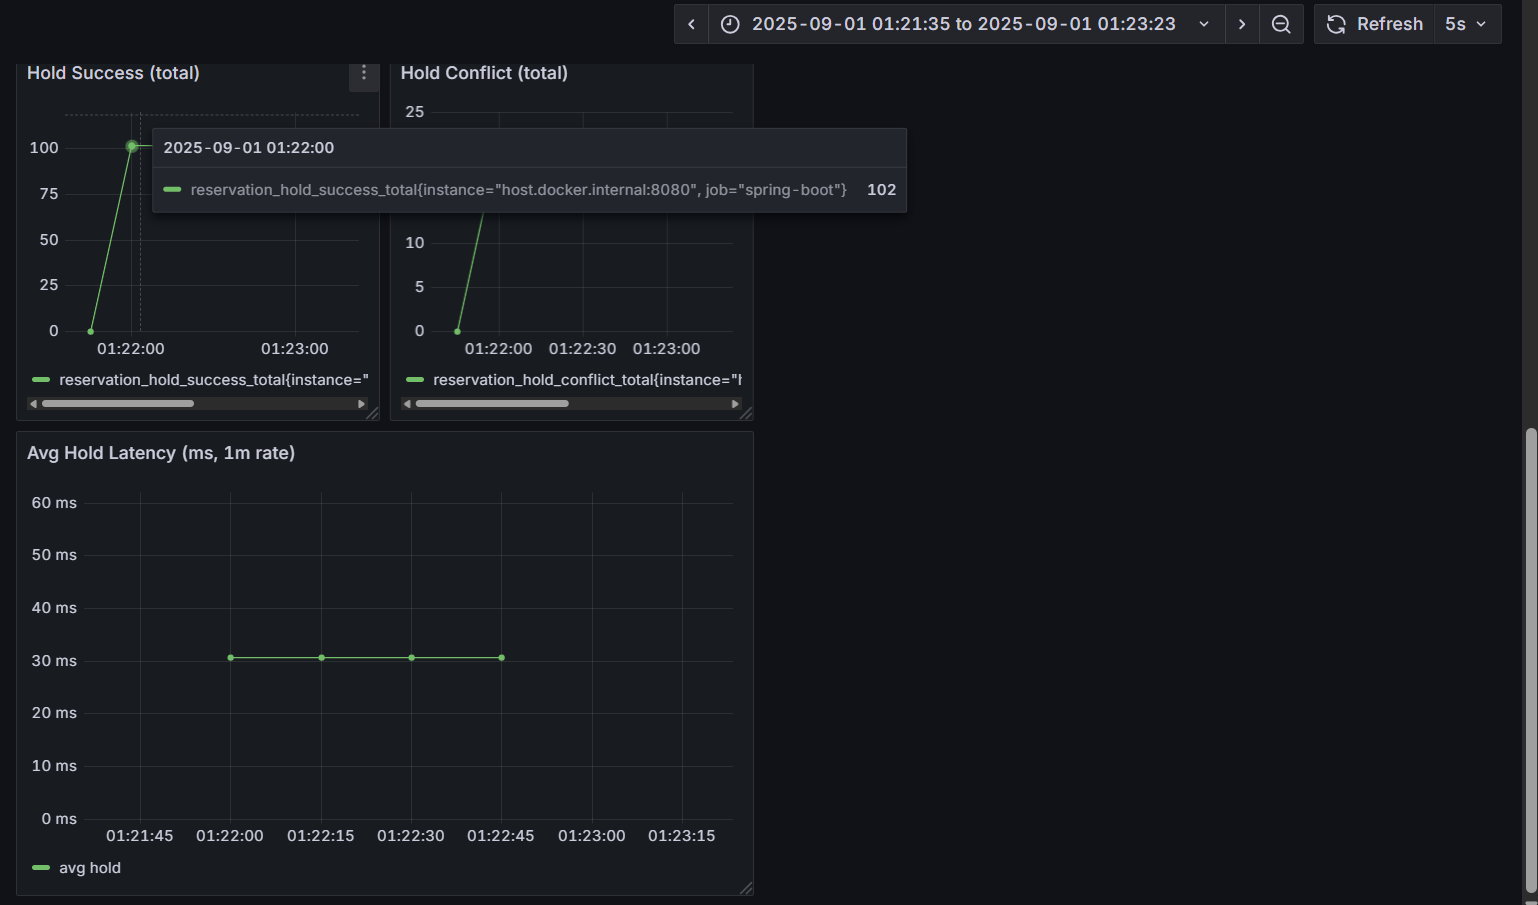 2025-09-01 01:21:35 to 2025-09-01 01:23:23
Refresh
5s
Hold Success (total)
100
75
50
25
0
01:22:00 01:23:00
reservation_hold_success_total{instance="
Hold Conflict (total)
25
10
5
0
01:22:00 01:22:30 01:23:00
reservation_hold_conflict_total{instance="h
2025-09-01 01:22:00
reservation_hold_success_total{instance="host.docker.internal:8080", job="spring-boot"} 102
Avg Hold Latency (ms, 1m rate)
60 ms
50 ms
40 ms
30 ms
20 ms
10 ms
0 ms
01:21:45 01:22:00 01:22:15 01:22:30 01:22:45 01:23:00 01:23:15
avg hold